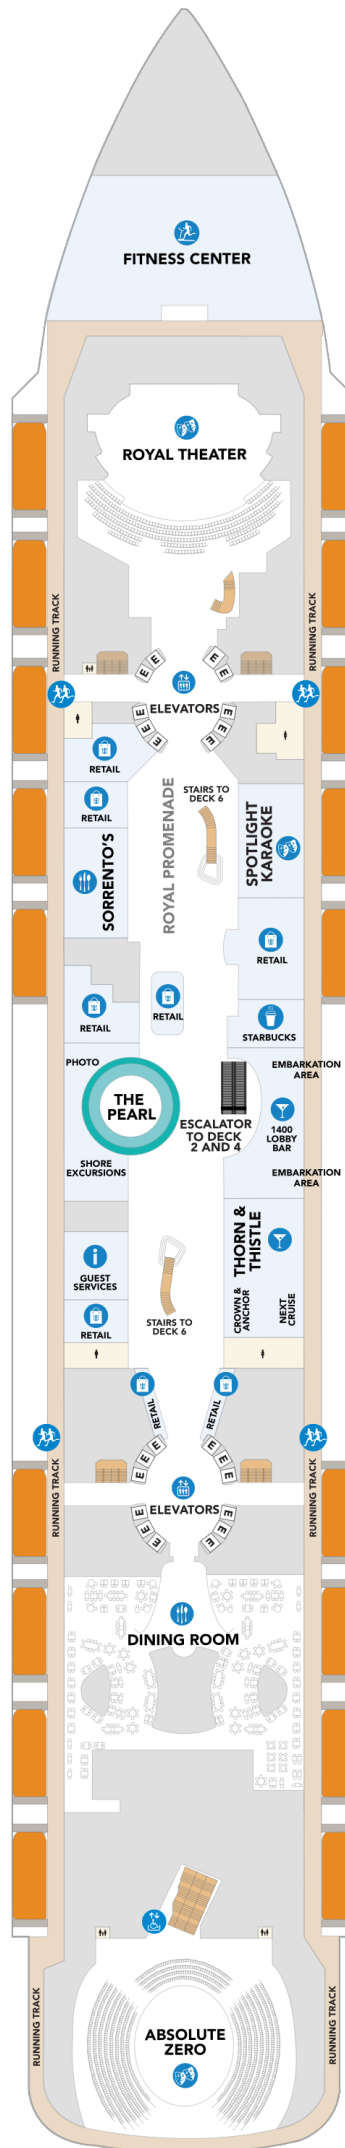 FITNESS CENTER
ROYAL THEATER
RUNNING TRACK
RUNNING TRACK
E
E
E
E
ELEVATORS
E
E
E
E
E
E
RETAIL
RETAIL
SORRENTO'S
ROYAL PROMENADE
STAIRS TO
DECK 6
SPOTLIGHT
KARAOKE
RETAIL
RETAIL
RETAIL
STARBUCKS
PHOTO
THE
PEARL
SHORE
EXCURSIONS
ESCALATOR
TO DECK
2 AND 4
EMBARKATION
AREA
1400
LOBBY
BAR
EMBARKATION
AREA
THORN &
THISTLE
CROWN &
ANCHOR
NEXT
CRUISE
i
GUEST
SERVICES
RETAIL
STAIRS TO
DECK 6
RETAIL
RETAIL
RUNNING TRACK
RUNNING TRACK
E
E
E
E
E
E
ELEVATORS
E
E
E
E
E
E
DINING ROOM
RUNNING TRACK
RUNNING TRACK
ABSOLUTE
ZERO